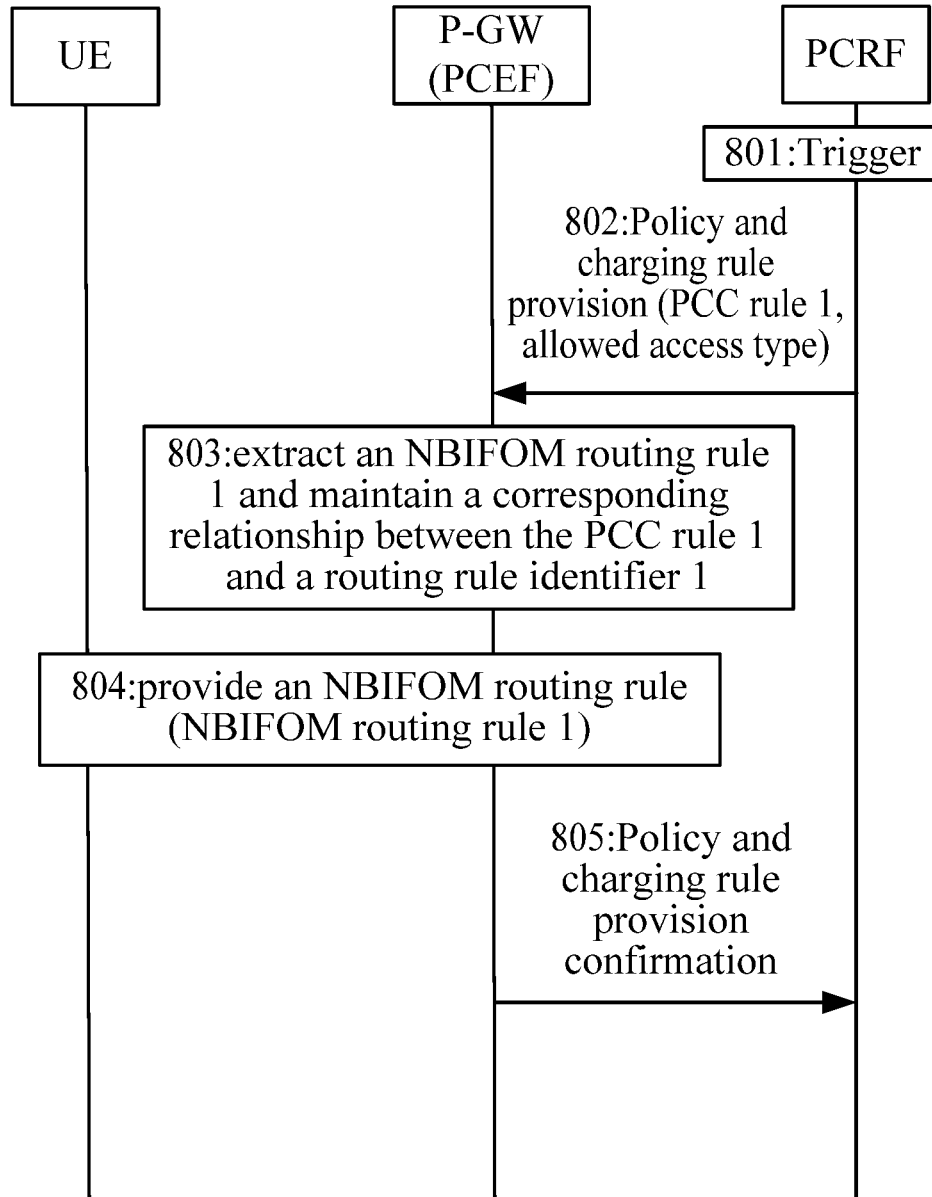 UE
P-GW
(PCEF)
PCRF
801:Trigger
802:Policy and
charging rule
provision (PCC rule 1,
allowed access type)
803:extract an NBIFOM routing rule
1 and maintain a corresponding
relationship between the PCC rule 1
and a routing rule identifier 1
804:provide an NBIFOM routing rule
(NBIFOM routing rule 1)
805:Policy and
charging rule
provision
confirmation